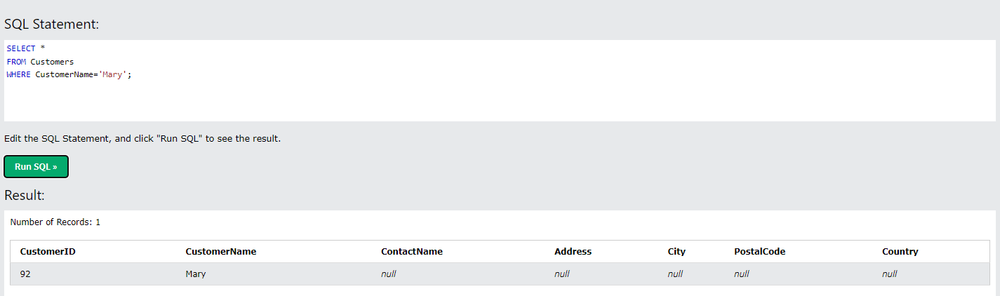 SQL Statement:
SELECT *
FROM Customers
WHERE CustomerName='Mary';
Edit the SQL Statement, and click "Run SQL" to see the result.
Run SQL »
Result:
Number of Records: 1
CustomerID CustomerName ContactName Address City PostalCode Country
92 Mary null null null null null